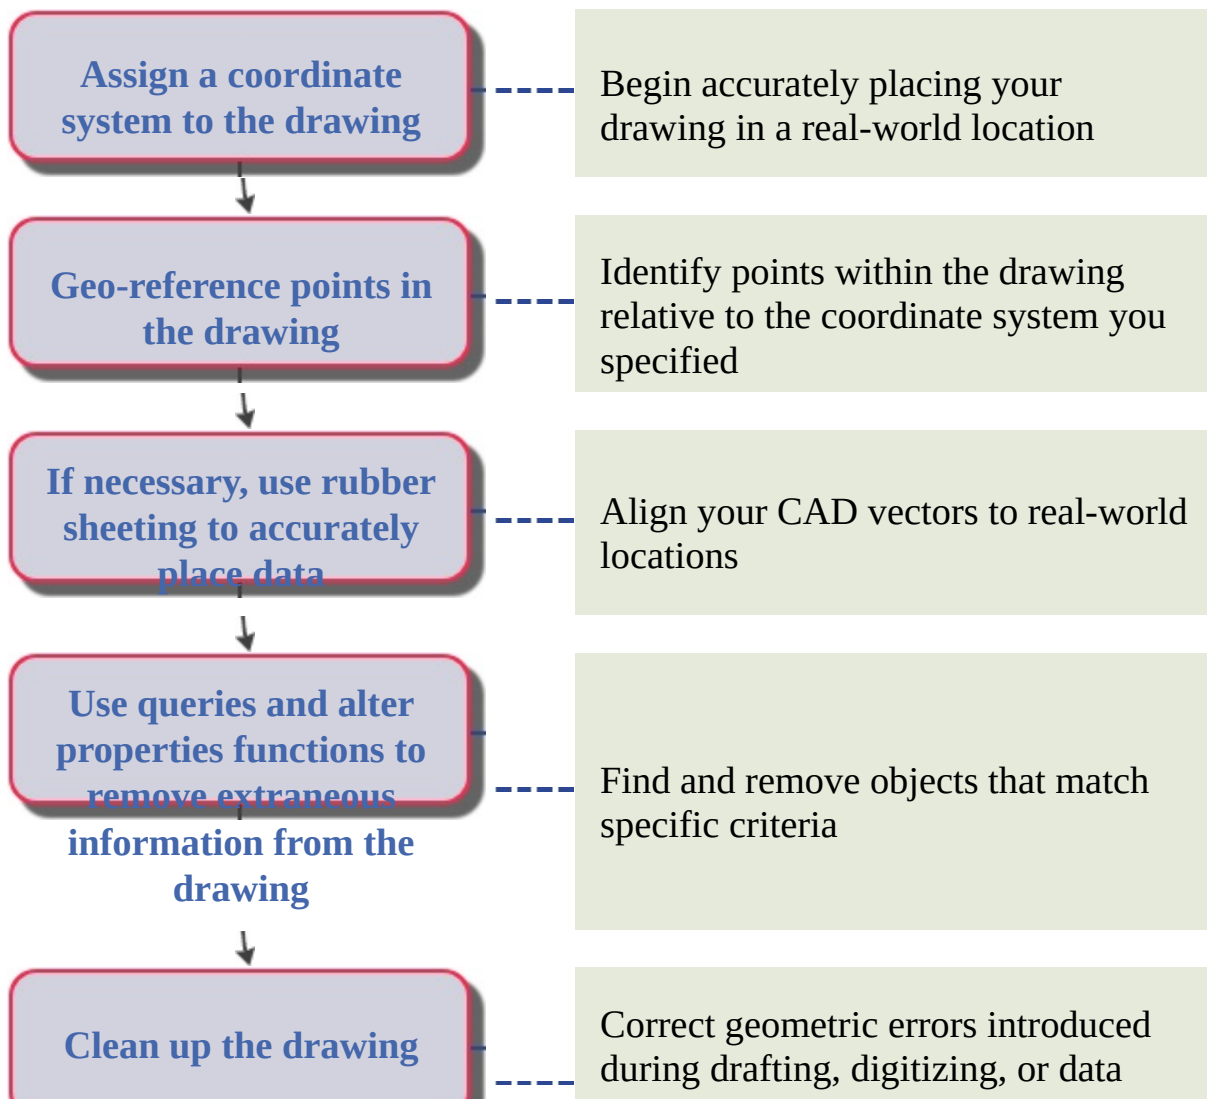 Assign a coordinate
system to the drawing
Begin accurately placing your
drawing in a real-world location
Geo-reference points in
the drawing
Identify points within the drawing
relative to the coordinate system you
specified
If necessary, use rubber
sheeting to accurately
place data
Align your CAD vectors to real-world
locations
Use queries and alter
properties functions to
remove extraneous
information from the
drawing
Find and remove objects that match
specific criteria
Clean up the drawing
Correct geometric errors introduced
during drafting, digitizing, or data